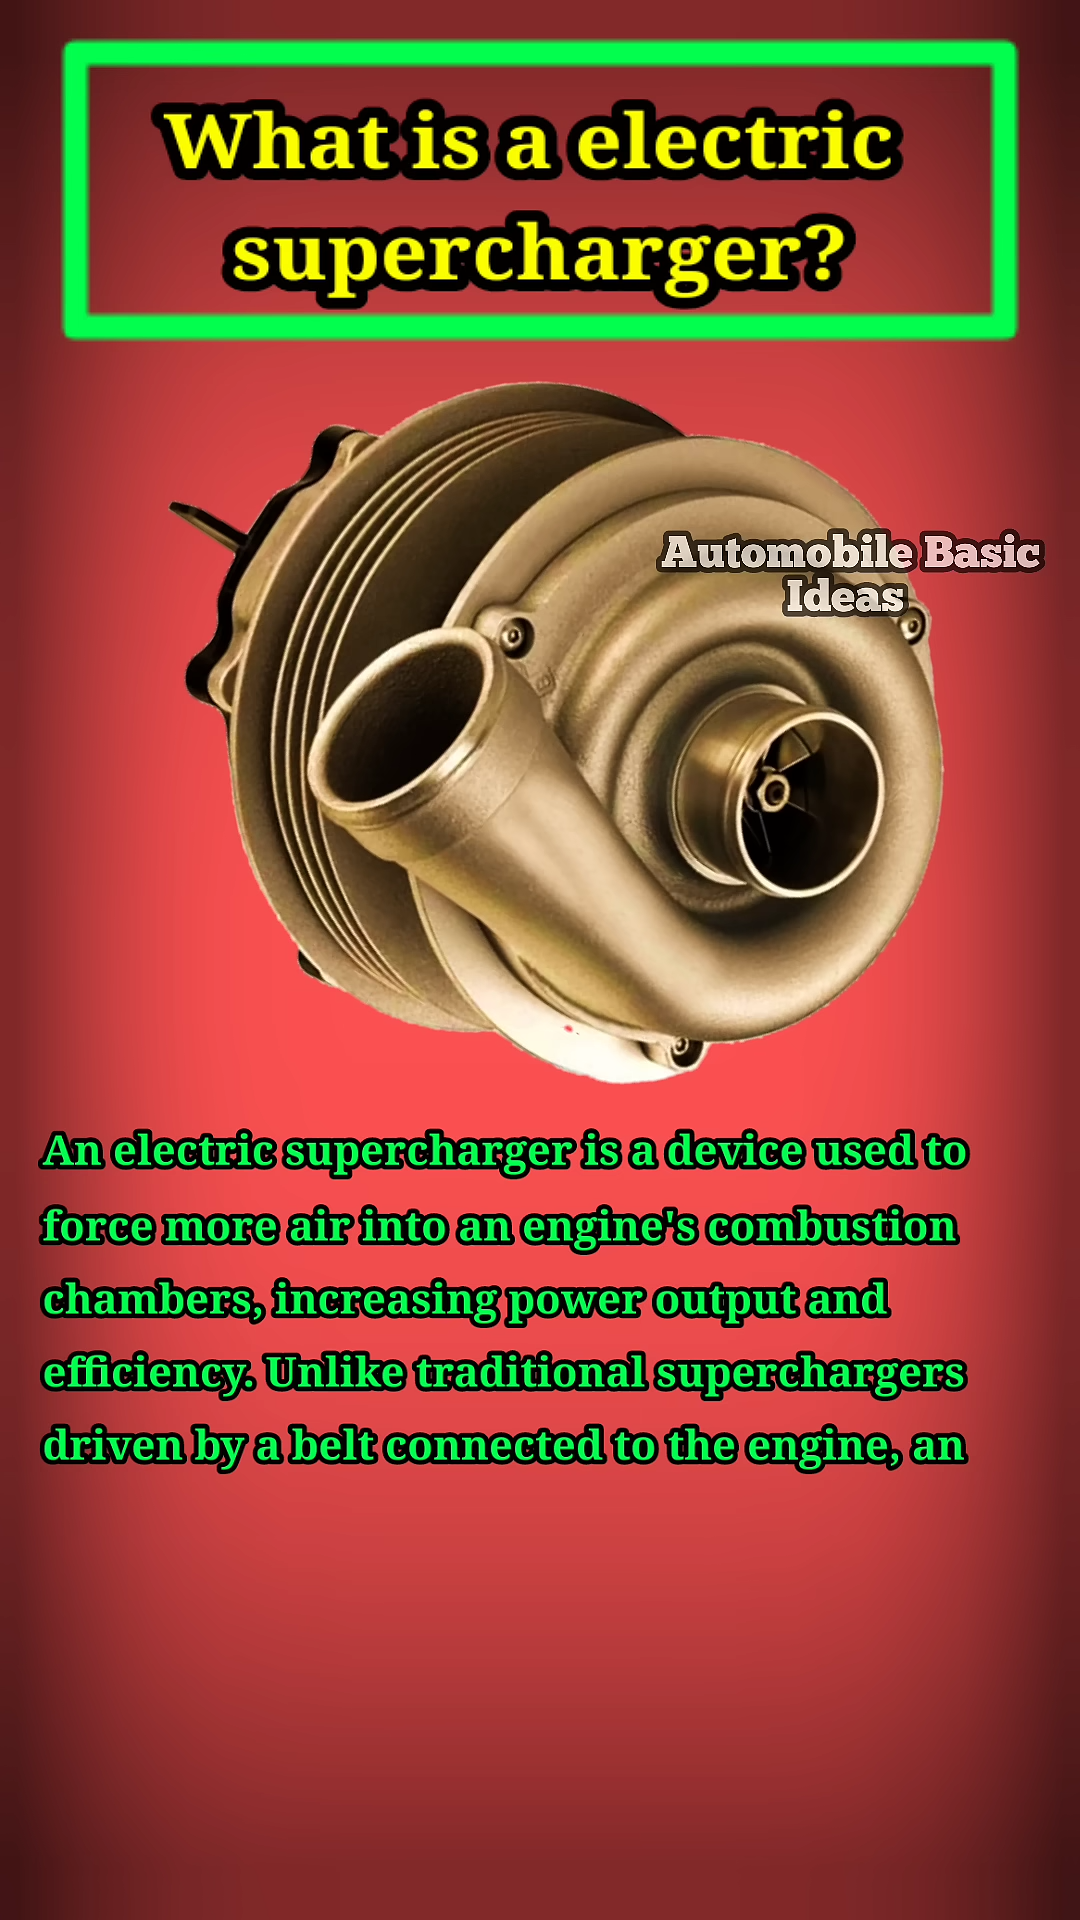 What is a electric
supercharger?
Automobile Basic
Ideas
An electric supercharger is a device used to
force more air into an engine's combustion
chambers, increasing power output and
efficiency. Unlike traditional superchargers
driven by a belt connected to the engine, an